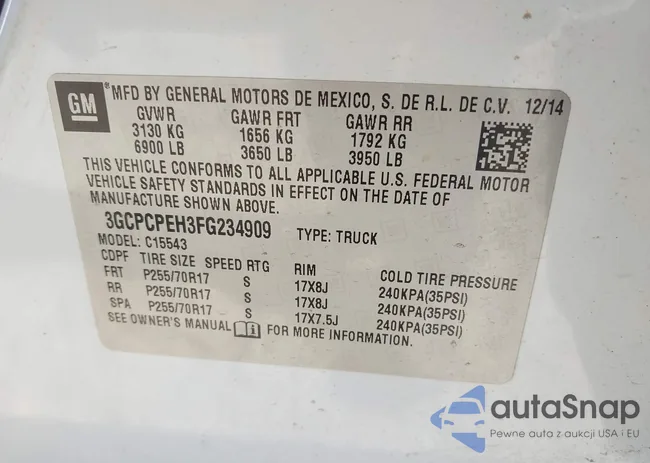 GM ® MFD BY GENERAL MOTORS DE MEXICO, S. DE R.L. DE C.V. 12/14
GVWR GAWR FRT GAWR RR
3130 KG 1656 KG 1792 KG
6900 LB 3650 LB 3950 LB
THIS VEHICLE CONFORMS TO ALL APPLICABLE U.S. FEDERAL MOTOR
VEHICLE SAFETY STANDARDS IN EFFECT ON THE DATE OF
MANUFACTURE SHOWN ABOVE.
3GCPCPEH3FG234909 TYPE: TRUCK
MODEL: C15543
CDPF TIRE SIZE SPEED RTG RIM COLD TIRE PRESSURE
FRT P255/70R17 S 17X8J 240KPA(35PSI)
RR P255/70R17 S 17X8J 240KPA(35PSI)
SPA P255/70R17 S 17X7.5J 240KPA(35PSI)
SEE OWNER'S MANUAL FOR MORE INFORMATION.
autaSnap
Pewne auta z aukcji USA i EU